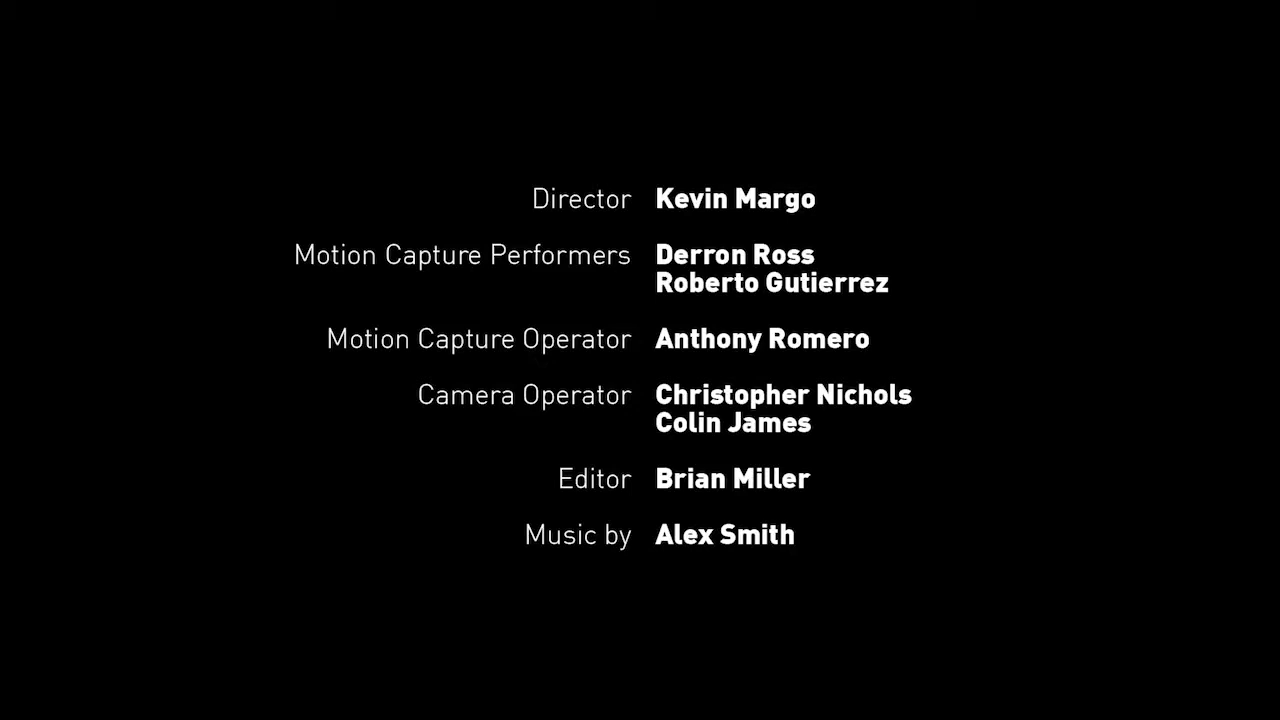 Director Kevin Margo
Motion Capture Performers Derron Ross
Roberto Gutierrez
Motion Capture Operator Anthony Romero
Camera Operator Christopher Nichols
Colin James
Editor Brian Miller
Music by Alex Smith